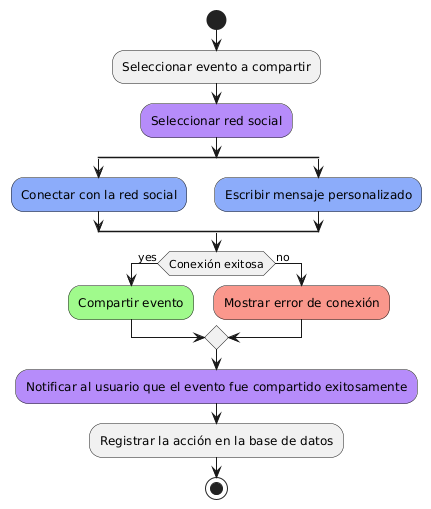 Seleccionar evento a compartir
Seleccionar red social
Conectar con la red social
Escribir mensaje personalizado
yes
Conexión exitosa
no
Compartir evento
Mostrar error de conexión
Notificar al usuario que el evento fue compartido exitosamente
Registrar la acción en la base de datos